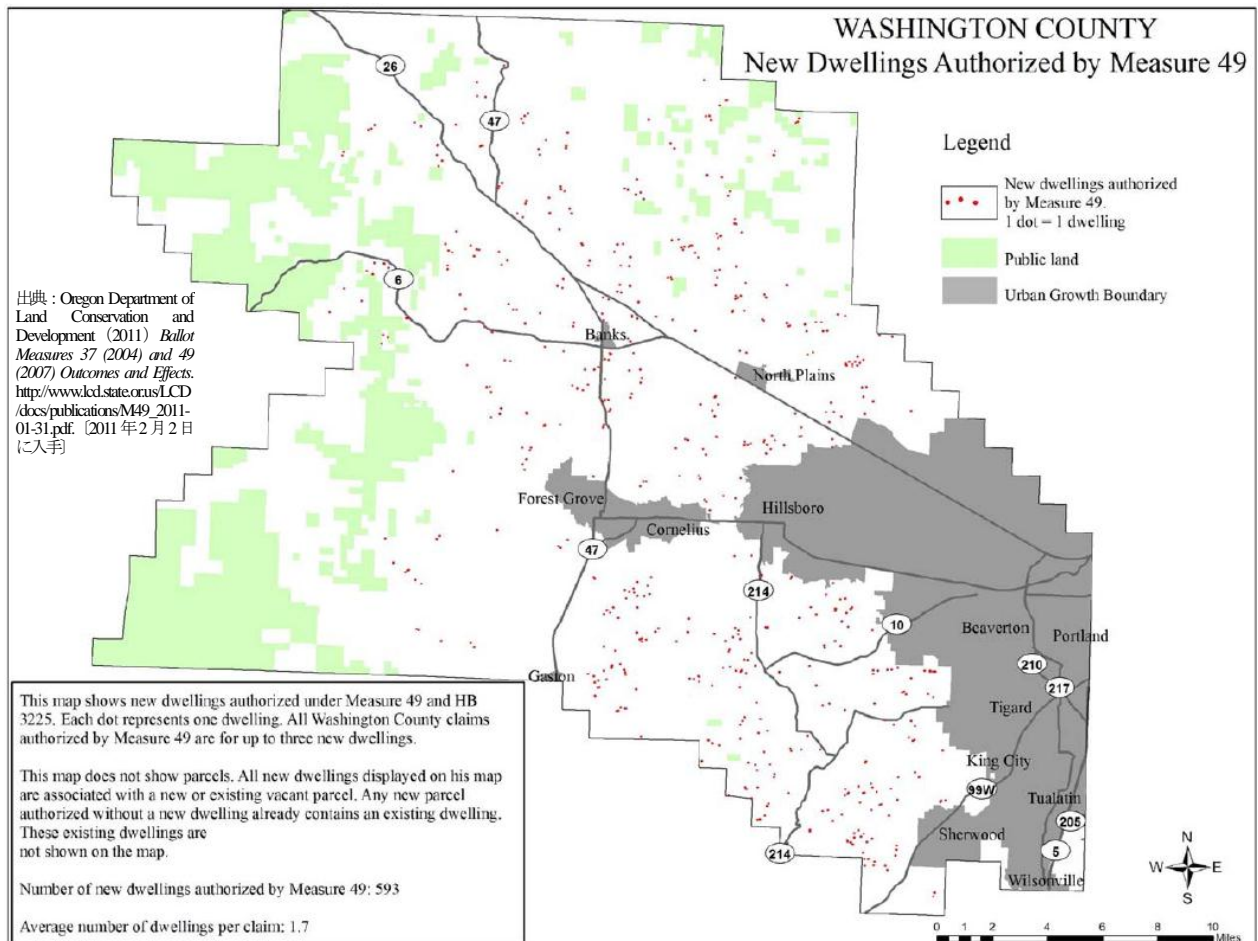 WASHINGTON COUNTY
New Dwellings Authorized by Measure 49
Legend
New dwellings authorized
by Measure 49.
1 dot = 1 dwelling
Public land
Urban Growth Boundary
出典：Oregon Department of
Land Conservation and
Development（2011）Ballot
Measures 37 (2004) and 49
(2007) Outcomes and Effects.
http://www.lcd.state.or.us/LCD
/docs/publications/M49_2011-
01-31.pdf.〔2011年2月2日
に入手〕
26
47
6
Banks
North Plains
Forest Grove
Cornelius
Hillsboro
47
214
10
Beaverton
Portland
210
217
Gaston
Tigard
King City
99W
Tualatin
205
Sherwood
5
214
Wilsonville
This map shows new dwellings authorized under Measure 49 and HB
3225. Each dot represents one dwelling. All Washington County claims
authorized by Measure 49 are for up to three new dwellings.
This map does not show parcels. All new dwellings displayed on his map
are associated with a new or existing vacant parcel. Any new parcel
authorized without a new dwelling already contains an existing dwelling.
These existing dwellings are
not shown on the map.
Number of new dwellings authorized by Measure 49: 593
Average number of dwellings per claim: 1.7
N
W E
S
0 1 2 4 6 8 10
Miles